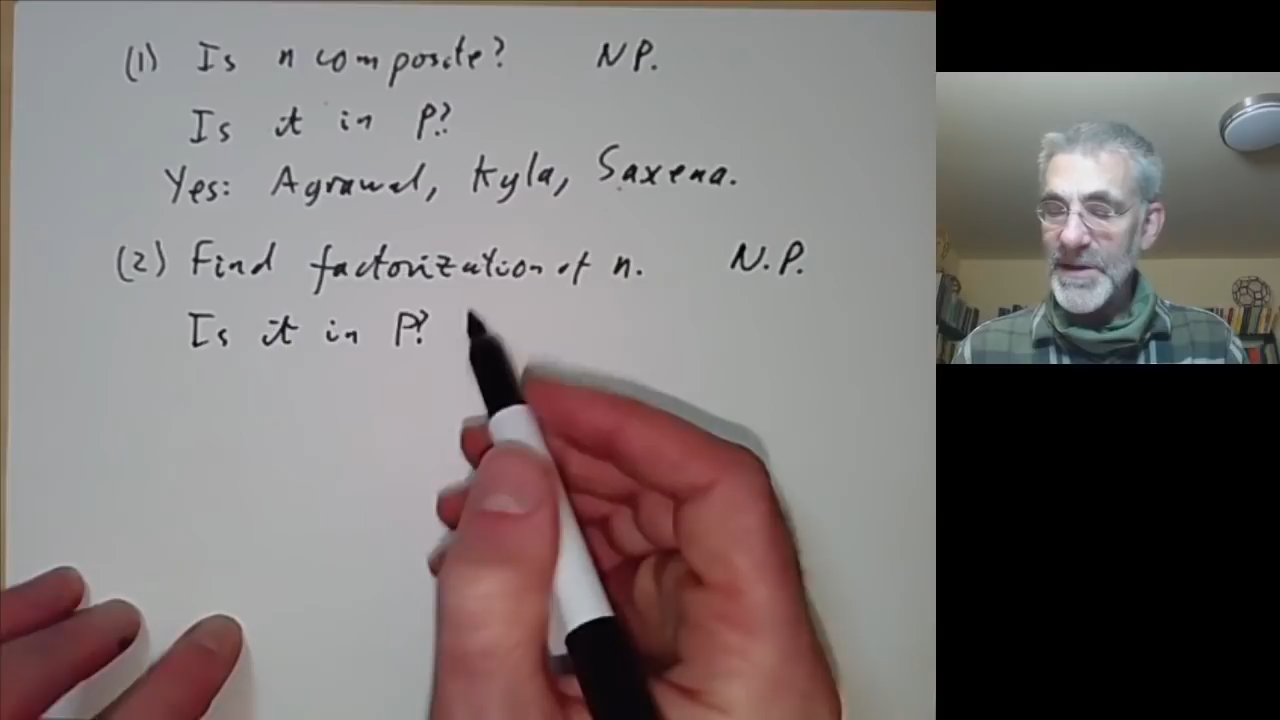 (1) Is n composite? NP.
Is it in P?
Yes: Agrawal, Kyla, Saxena.
(2) Find factorization of n. N.P.
Is it in P?